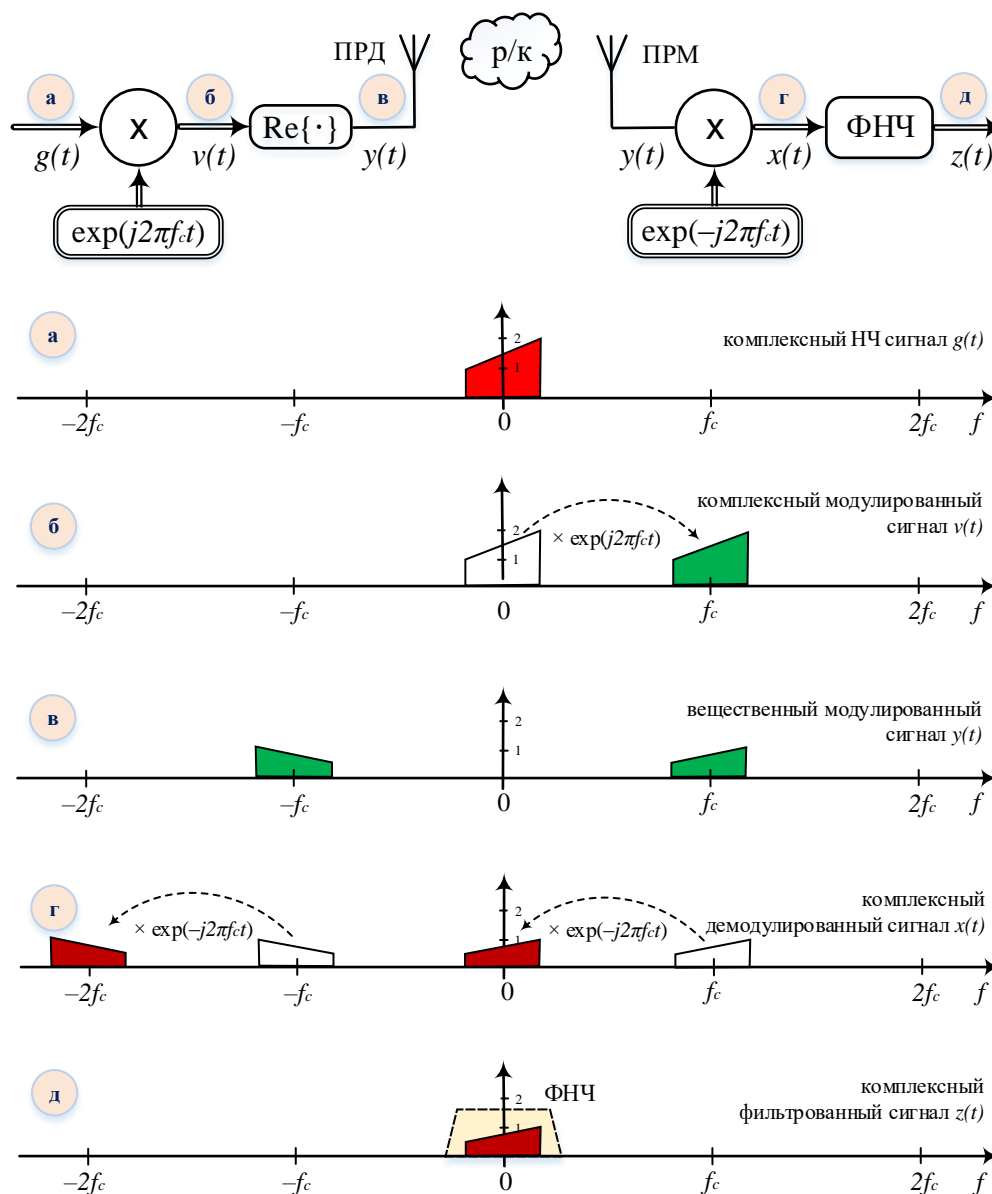 ПРД
р/к
ПРМ
а
б
в
г
д
X
Re{·}
X
ФНЧ
g(t)
v(t)
y(t)
y(t)
x(t)
z(t)
exp(j2πfct)
exp(–j2πfct)
а
2
1
комплексный НЧ сигнал g(t)
–2fc
–fc
0
fc
2fc
f
б
2
1
× exp(j2πfct)
комплексный модулированный
сигнал v(t)
–2fc
–fc
0
fc
2fc
f
в
2
1
вещественный модулированный
сигнал y(t)
–2fc
–fc
0
fc
2fc
f
г
× exp(–j2πfct)
2
1
× exp(–j2πfct)
комплексный
демодулированный сигнал x(t)
–2fc
–fc
0
fc
2fc
f
д
ФНЧ
2
1
комплексный
фильтрованный сигнал z(t)
–2fc
–fc
0
fc
2fc
f